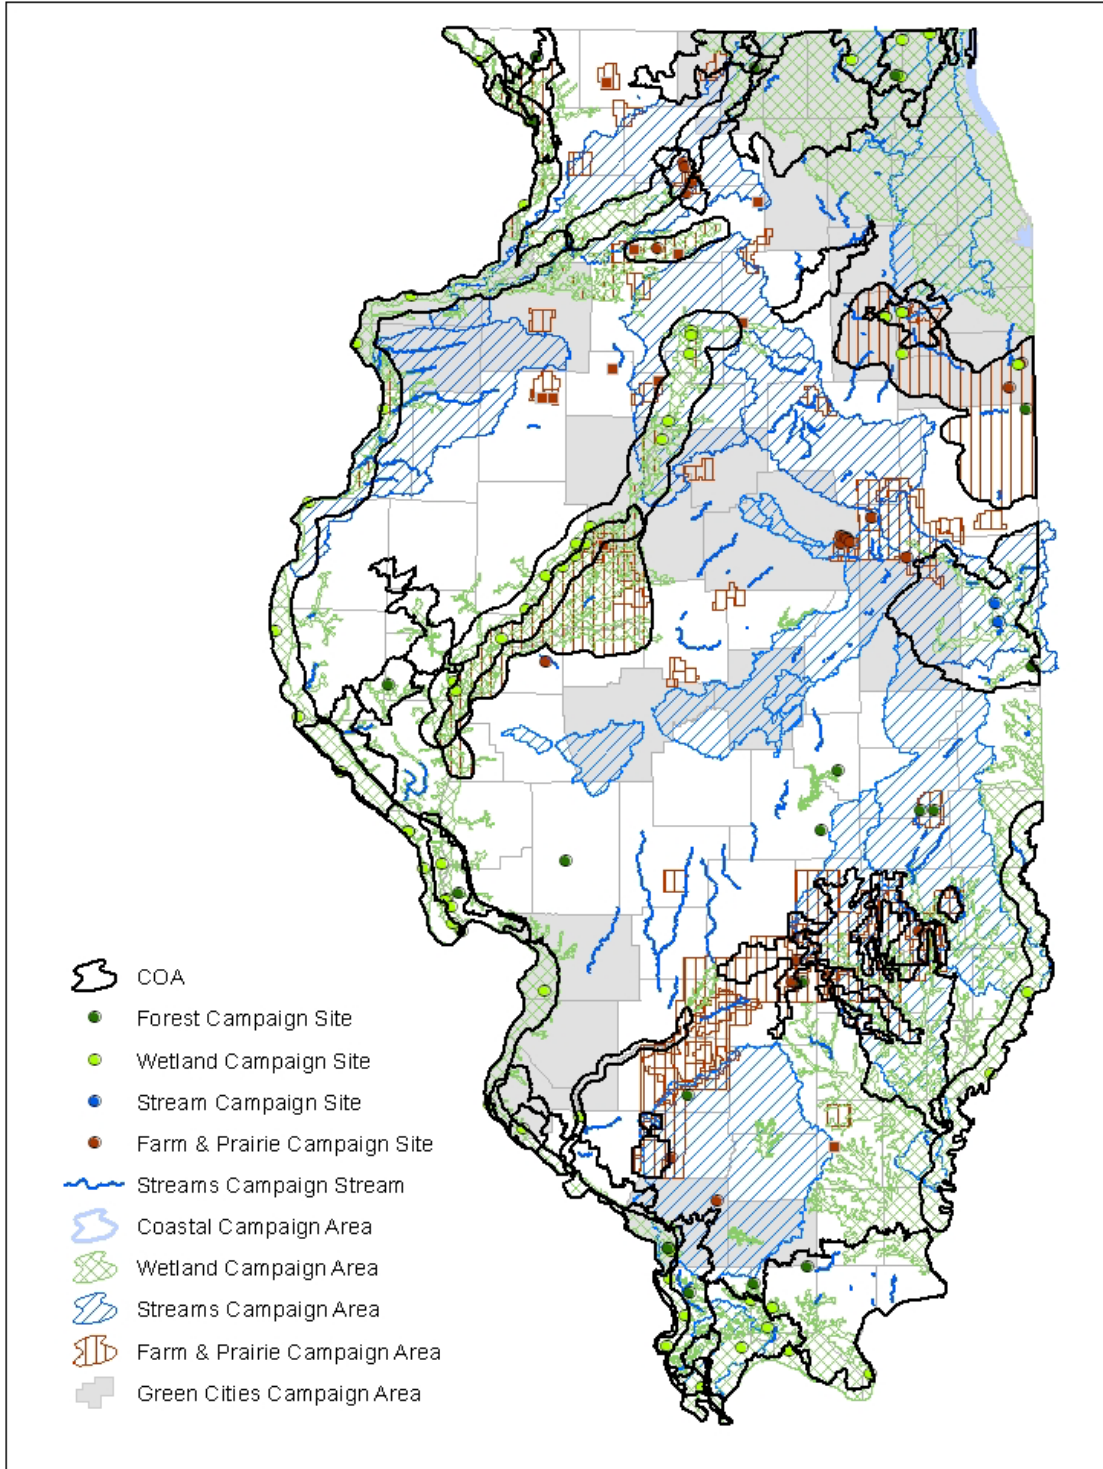 COA
Forest Campaign Site
Wetland Campaign Site
Stream Campaign Site
Farm & Prairie Campaign Site
Streams Campaign Stream
Coastal Campaign Area
Wetland Campaign Area
Streams Campaign Area
Farm & Prairie Campaign Area
Green Cities Campaign Area